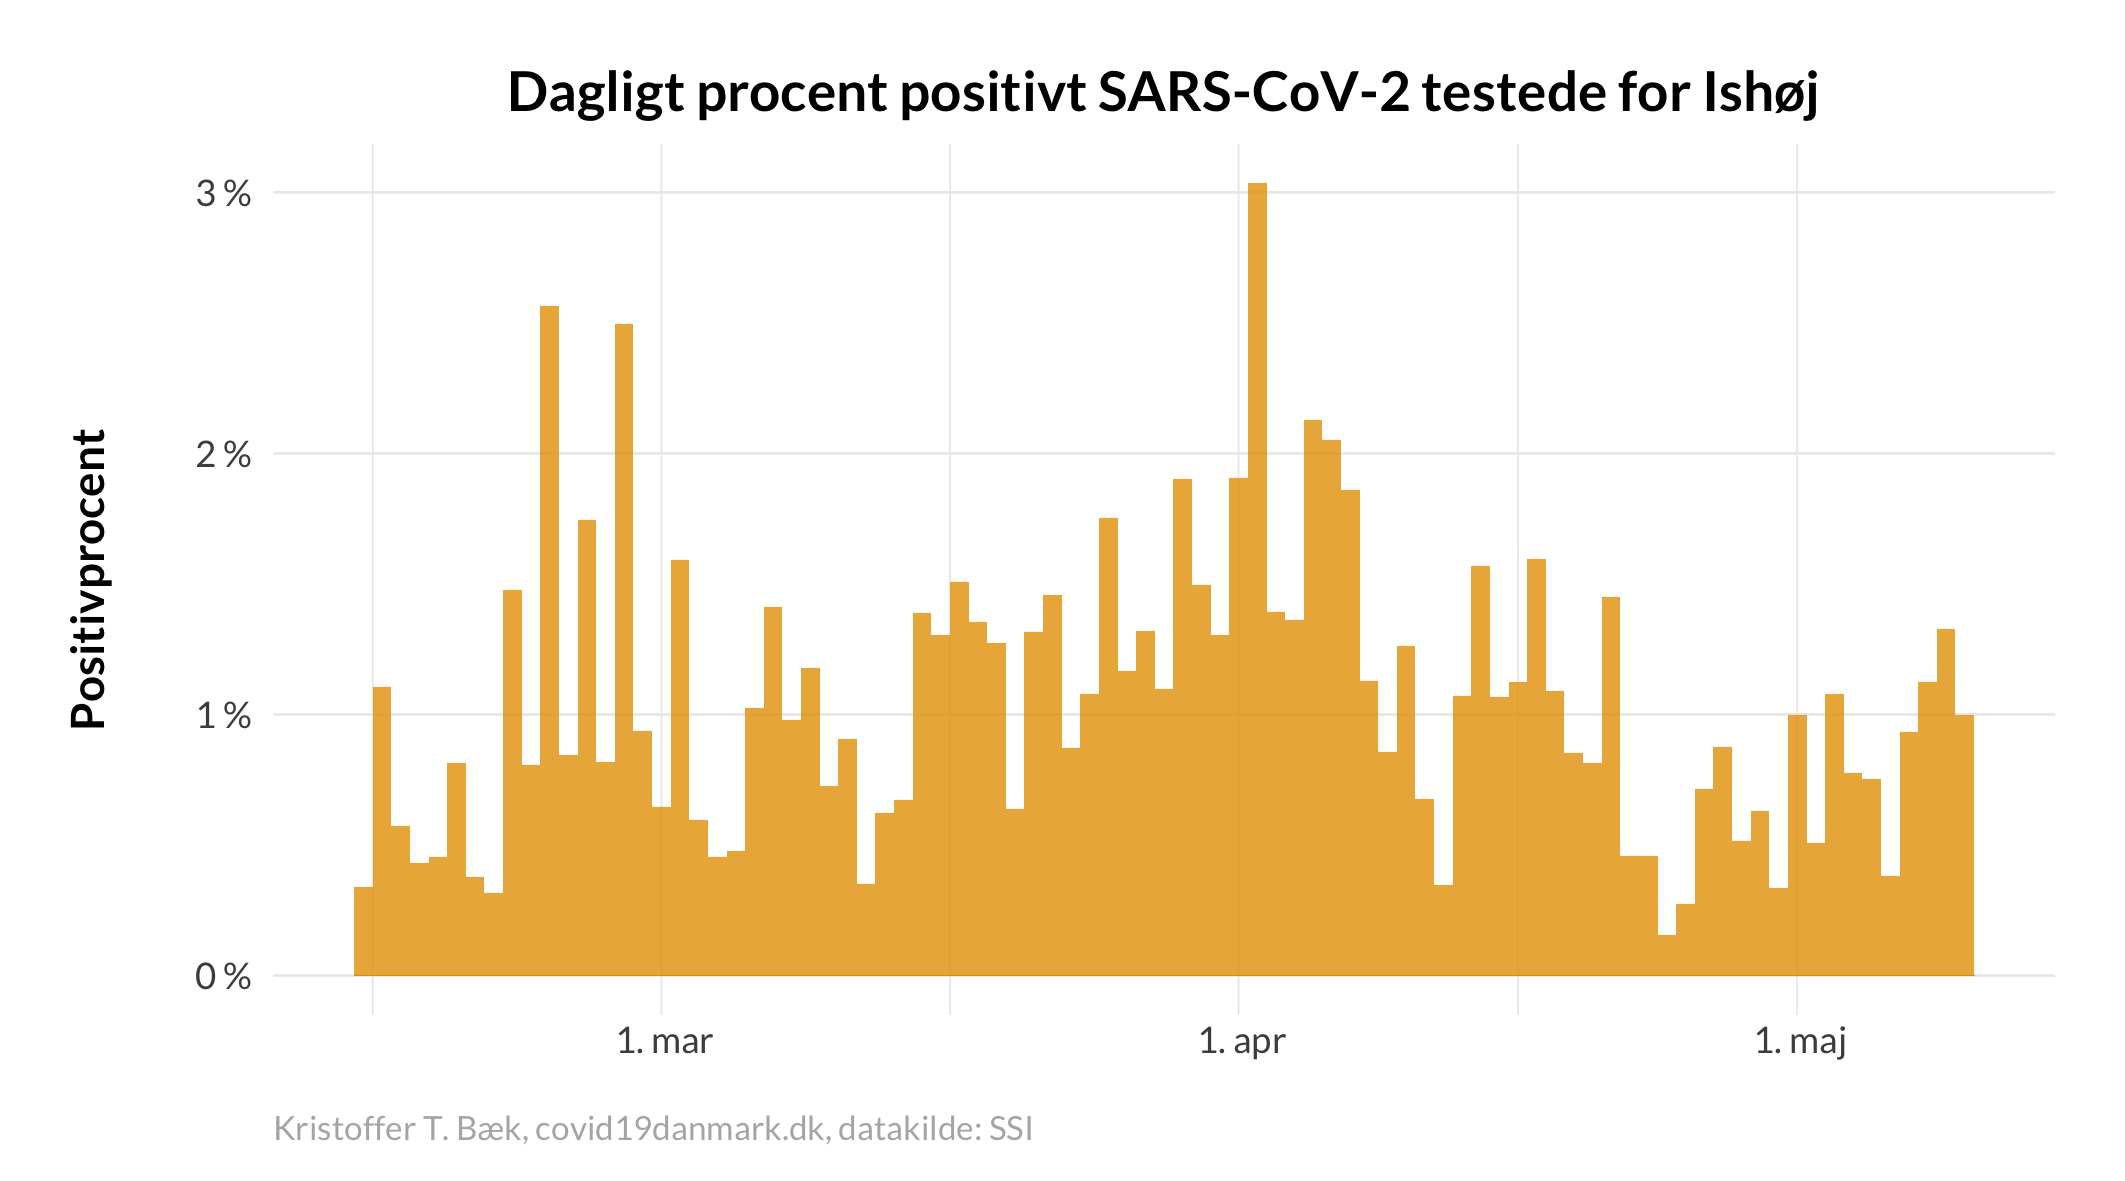 Dagligt procent positivt SARS-CoV-2 testede for Ishøj
Positivprocent
3 %
2 %
1 %
0 %
1. mar
1. apr
1. maj
Kristoffer T. Bæk, covid19danmark.dk, datakilde: SSI